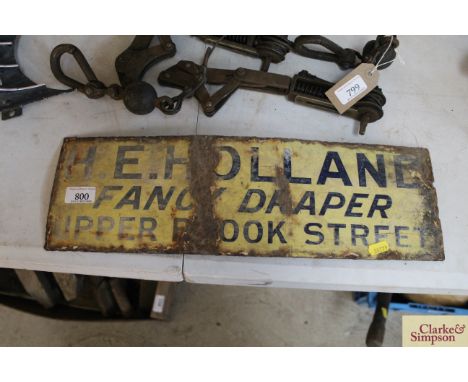 799
H.E.HOLLAND
FANCY DRAPER
UPPER BROOK STREET
800
Clarke&
Simpson